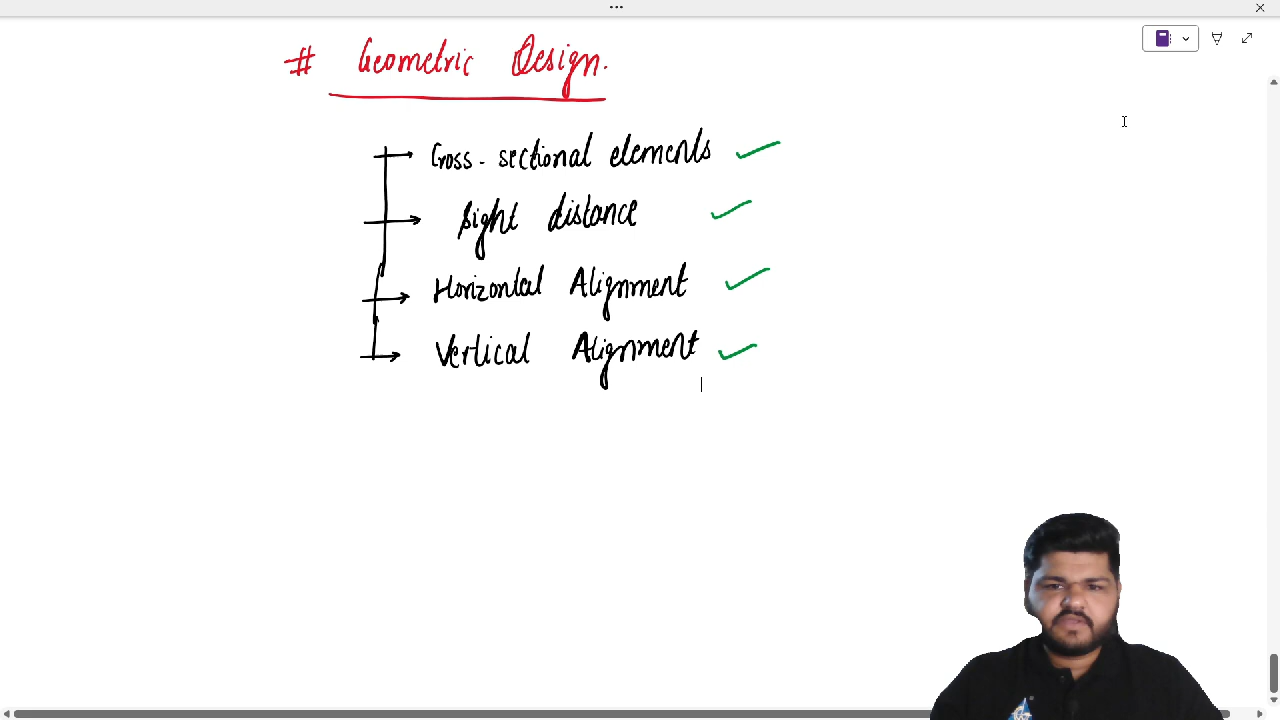 # Geometric Design.
Cross-sectional elements
Sight distance
Horizontal Alignment
Vertical Alignment